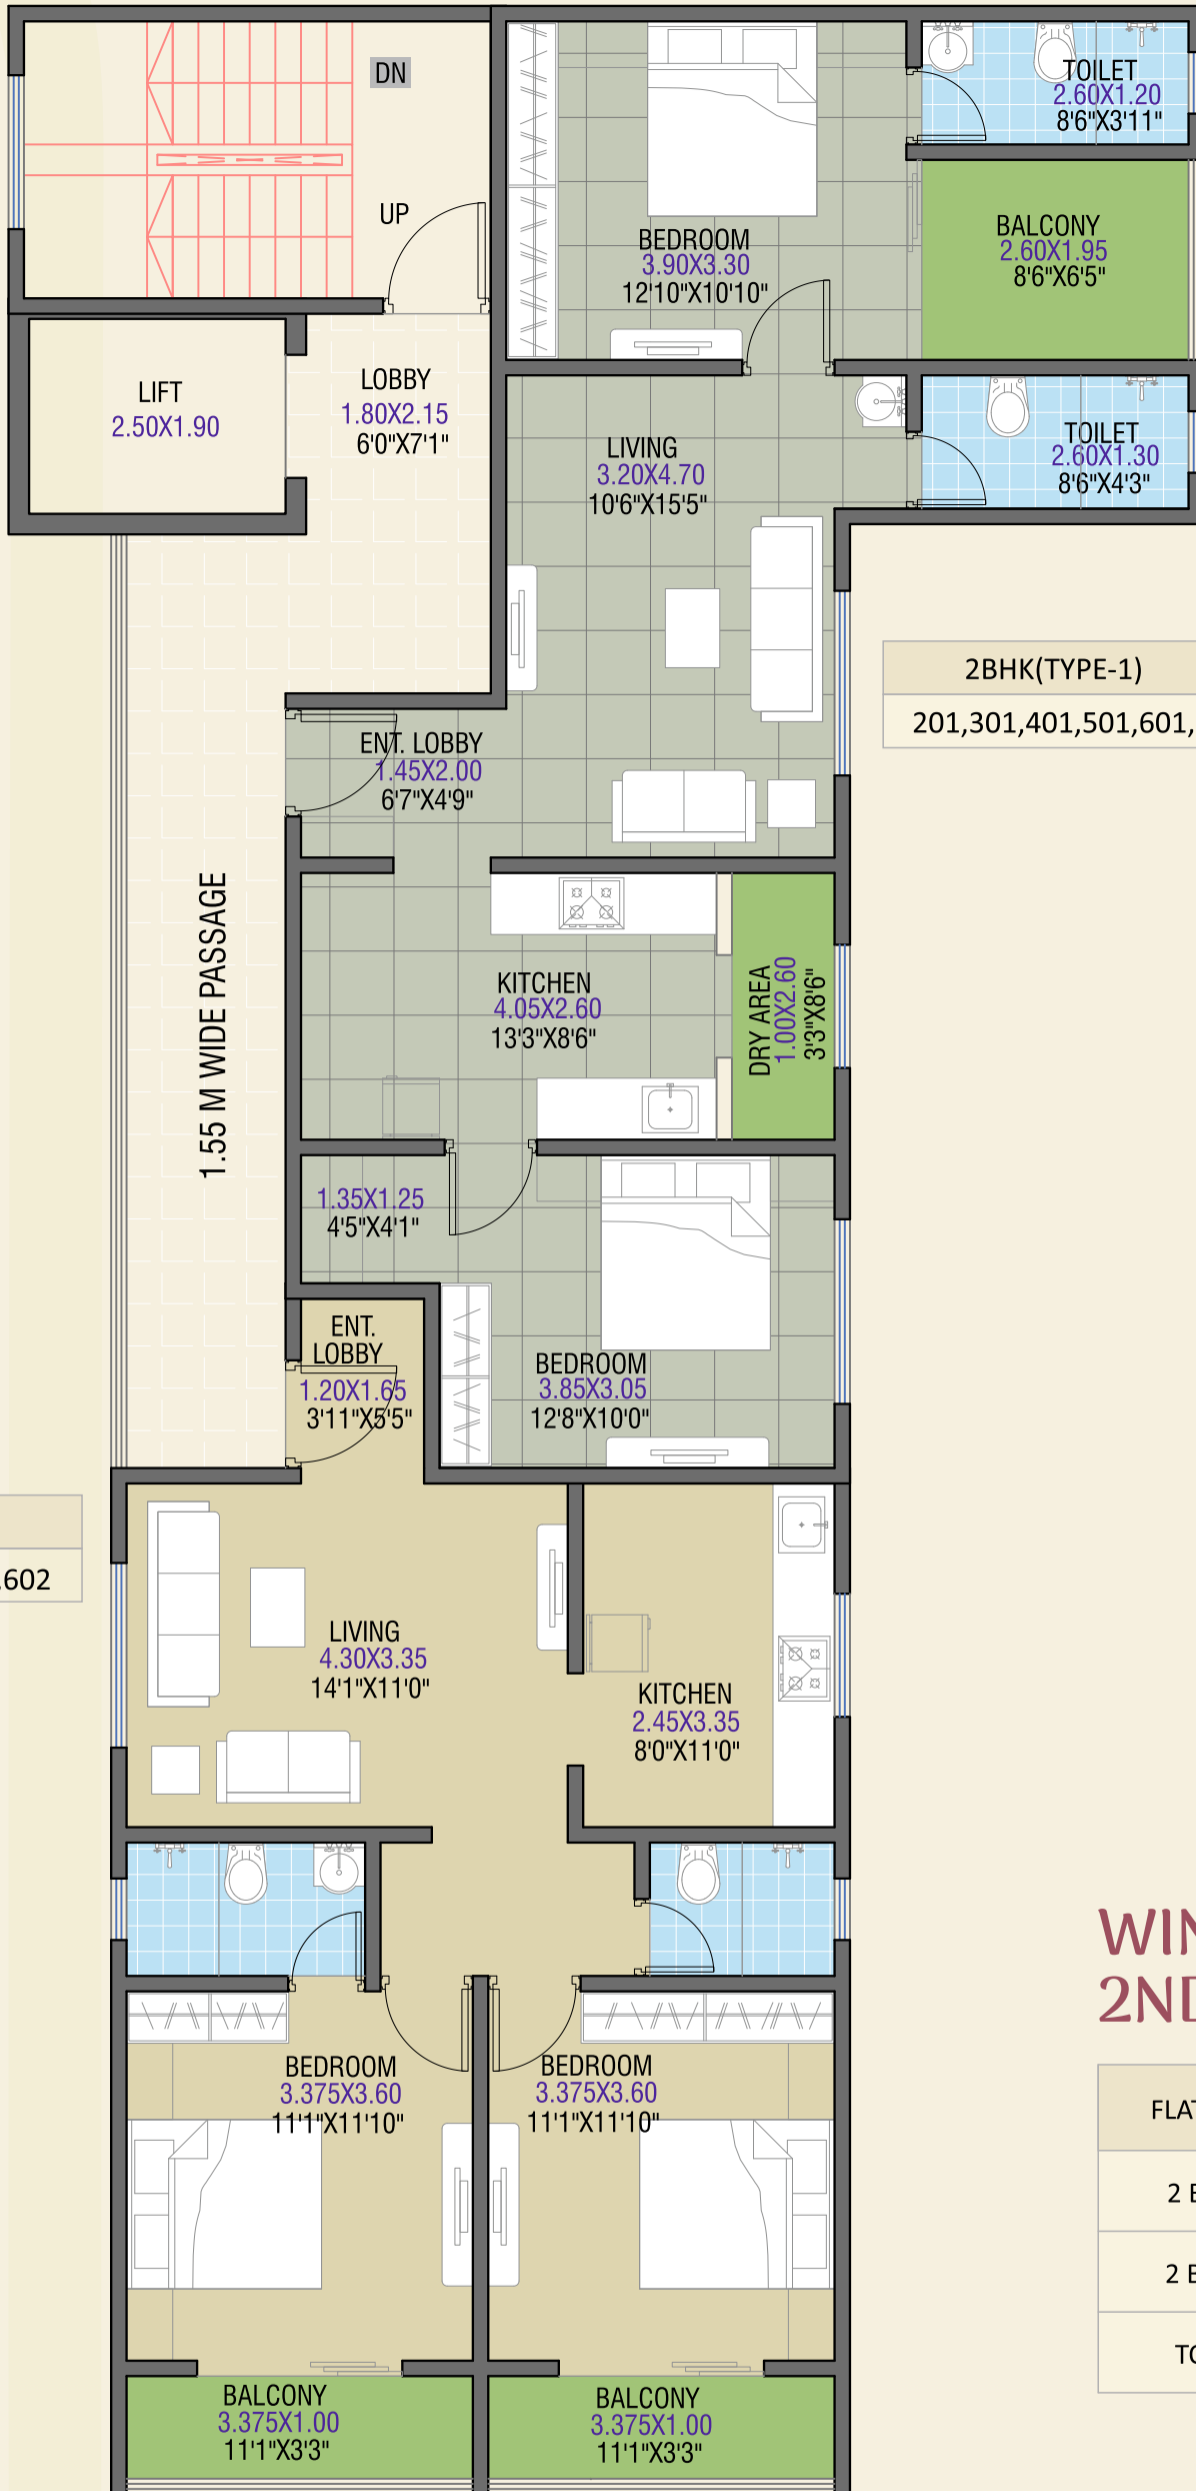 DN
UP
TOILET
2.60X1.20
8'6"X3'11"
BEDROOM
3.90X3.30
12'10"X10'10"
BALCONY
2.60X1.95
8'6"X6'5"
LIFT
2.50X1.90
LOBBY
1.80X2.15
6'0"X7'1"
LIVING
3.20X4.70
10'6"X15'5"
TOILET
2.60X1.30
8'6"X4'3"
2BHK(TYPE-1)
201,301,401,501,601,
ENT. LOBBY
1.45X2.00
6'7"X4'9"
1.55 M WIDE PASSAGE
KITCHEN
4.05X2.60
13'3"X8'6"
DRY AREA
1.00X2.60
3'3"X8'6"
1.35X1.25
4'5"X4'1"
ENT.
LOBBY
1.20X1.65
3'11"X5'5"
BEDROOM
3.85X3.05
12'8"X10'0"
602
LIVING
4.30X3.35
14'1"X11'0"
KITCHEN
2.45X3.35
8'0"X11'0"
WIN
2ND
BEDROOM
3.375X3.60
11'1"X11'10"
BEDROOM
3.375X3.60
11'1"X11'10"
FLAT
2 B
2 B
TO
BALCONY
3.375X1.00
11'1"X3'3"
BALCONY
3.375X1.00
11'1"X3'3"